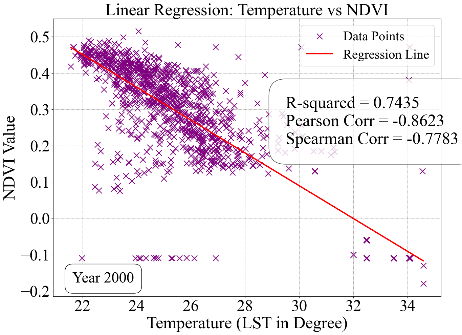 Linear Regression: Temperature vs NDVI
Data Points
Regression Line
R-squared = 0.7435
Pearson Corr = -0.8623
Spearman Corr = -0.7783
NDVI Value
0.5
0.4
0.3
0.2
0.1
0.0
−0.1
−0.2
Year 2000
22 24 26 28 30 32 34
Temperature (LST in Degree)